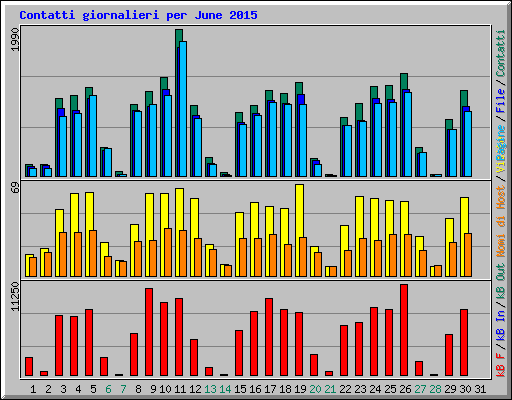 Contatti giornalieri per June 2015
1990
69
11250
kB F/kB In/kB Out Nomi di Host/Visite Pagine/File/Contatti
1 2 3 4 5 6 7 8 9 10 11 12 13 14 15 16 17 18 19 20 21 22 23 24 25 26 27 28 29 30 31